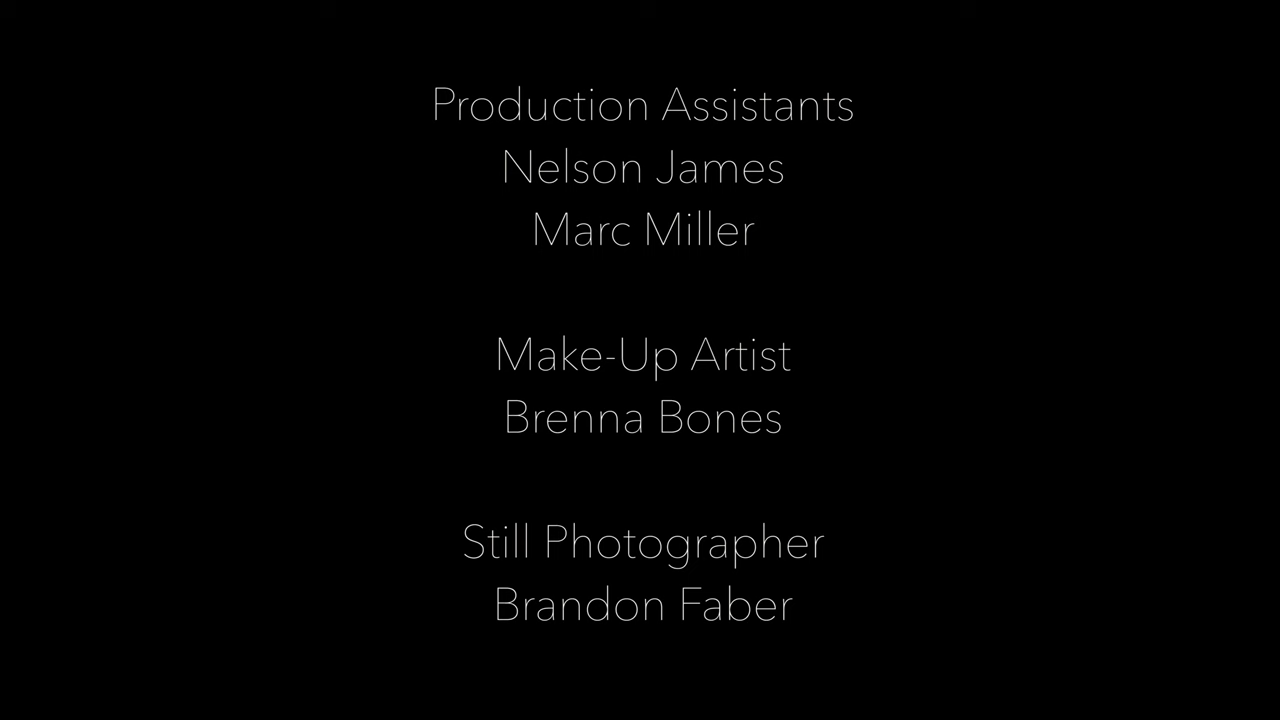 Production Assistants
Nelson James
Marc Miller
Make-Up Artist
Brenna Bones
Still Photographer
Brandon Faber